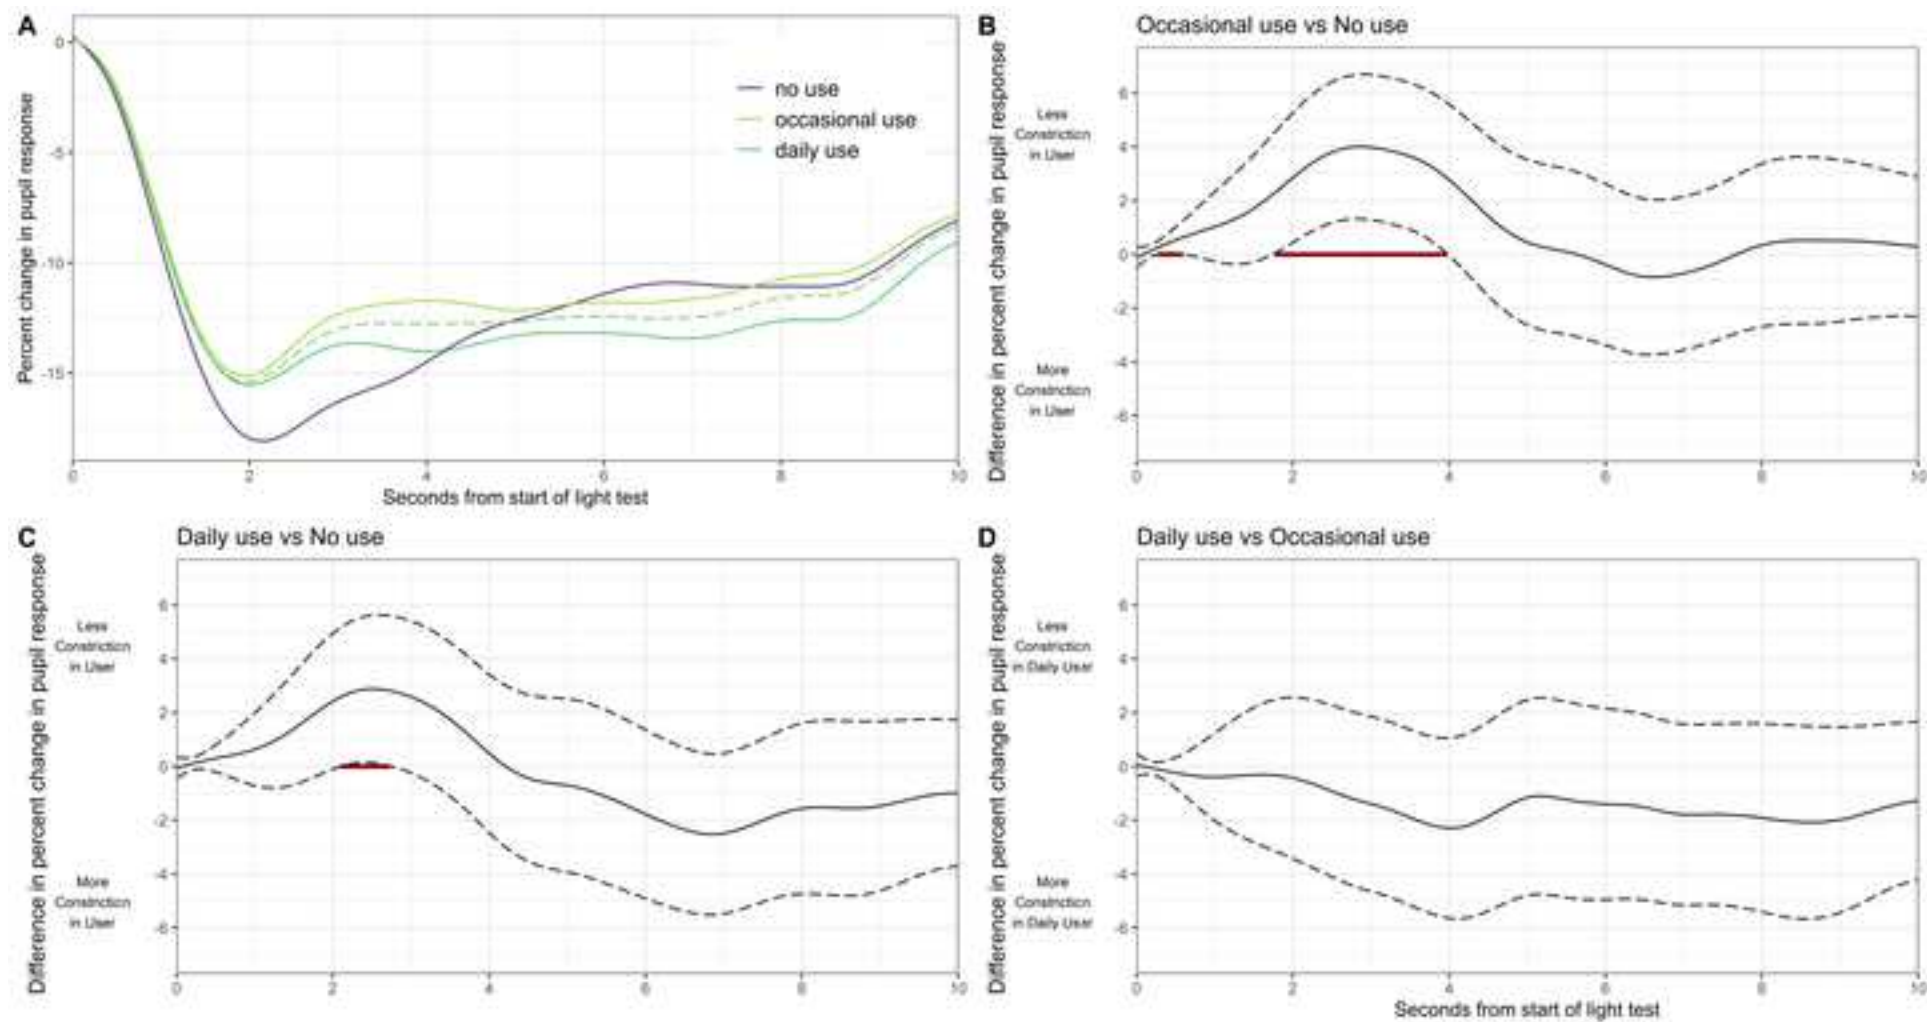 A
Percent change in pupil response
0
-5
-10
-15
no use
occasional use
daily use
0 2 4 6 8 10
Seconds from start of light test
B
Occasional use vs No use
Difference in percent change in pupil response
Less
Constriction
in User
More
Constriction
in User
6
4
2
0
-2
-4
-6
0 2 4 6 8 10
C
Daily use vs No use
Difference in percent change in pupil response
Less
Constriction
in User
More
Constriction
in User
6
4
2
0
-2
-4
-6
0 2 4 6 8 10
D
Daily use vs Occasional use
Difference in percent change in pupil response
Less
Constriction
in Daily User
More
Constriction
in Daily User
6
4
2
0
-2
-4
-6
0 2 4 6 8 10
Seconds from start of light test